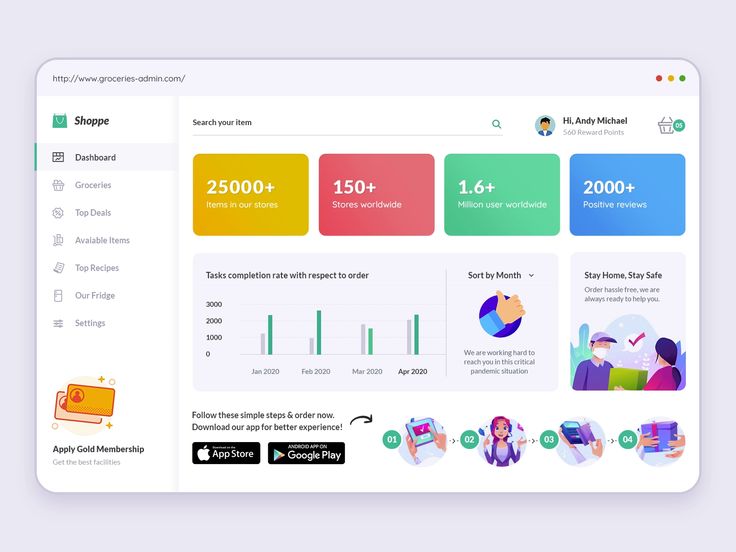 http://www.groceries-admin.com/
Shoppe
Dashboard
Groceries
Top Deals
Avaiable Items
Top Recipes
Our Fridge
Settings
Apply Gold Membership
Get the best facilities
Search your item
Hi, Andy Michael
560 Reward Points
05
25000+
Items in our stores
150+
Stores worldwide
1.6+
Million user worldwide
2000+
Positive reviews
Tasks completion rate with respect to order
3000
2000
1000
0
Jan 2020
Feb 2020
Mar 2020
Apr 2020
Sort by Month
We are working hard to
reach you in this critical
pandemic situation
Stay Home, Stay Safe
Order hassle free, we are
always ready to help you.
Follow these simple steps & order now.
Download our app for better experience!
Download on the
App Store
ANDROID APP ON
Google Play
01
02
03
04